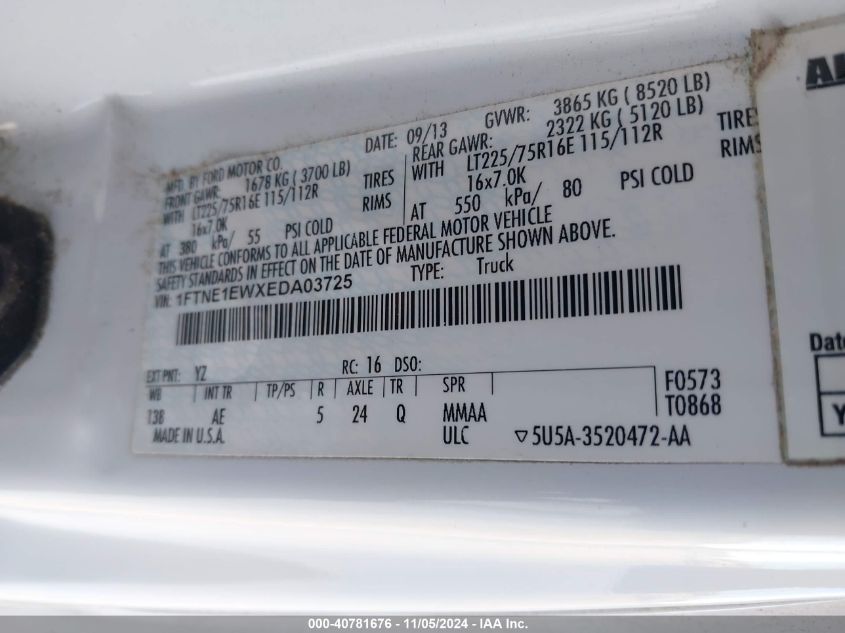 MFD. BY FORD MOTOR CO.
DATE: 09/13 GVWR: 3865 KG ( 8520 LB)
FRONT GAWR: 1678 KG ( 3700 LB)
REAR GAWR: 2322 KG ( 5120 LB)
WITH LT225/75R16E 115/112R TIRES
WITH LT225/75R16E 115/112R TIRE
16x7.0K RIMS
16x7.0K RIMS
AT 380 kPa/ 55 PSI COLD
AT 550 kPa/ 80 PSI COLD
THIS VEHICLE CONFORMS TO ALL APPLICABLE FEDERAL MOTOR VEHICLE
SAFETY STANDARDS IN EFFECT ON THE DATE OF MANUFACTURE SHOWN ABOVE.
VIN: 1FTNE1EWXEDA03725
TYPE: Truck
EXT PNT: YZ RC: 16 DSO:
WB INT TR TP/PS R AXLE TR SPR
138 AE 5 24 Q MMAA
F0573
T0868
MADE IN U.S.A. ULC ▽5U5A-3520472-AA
Date
Y
000-40781676 - 11/05/2024 - IAA Inc.